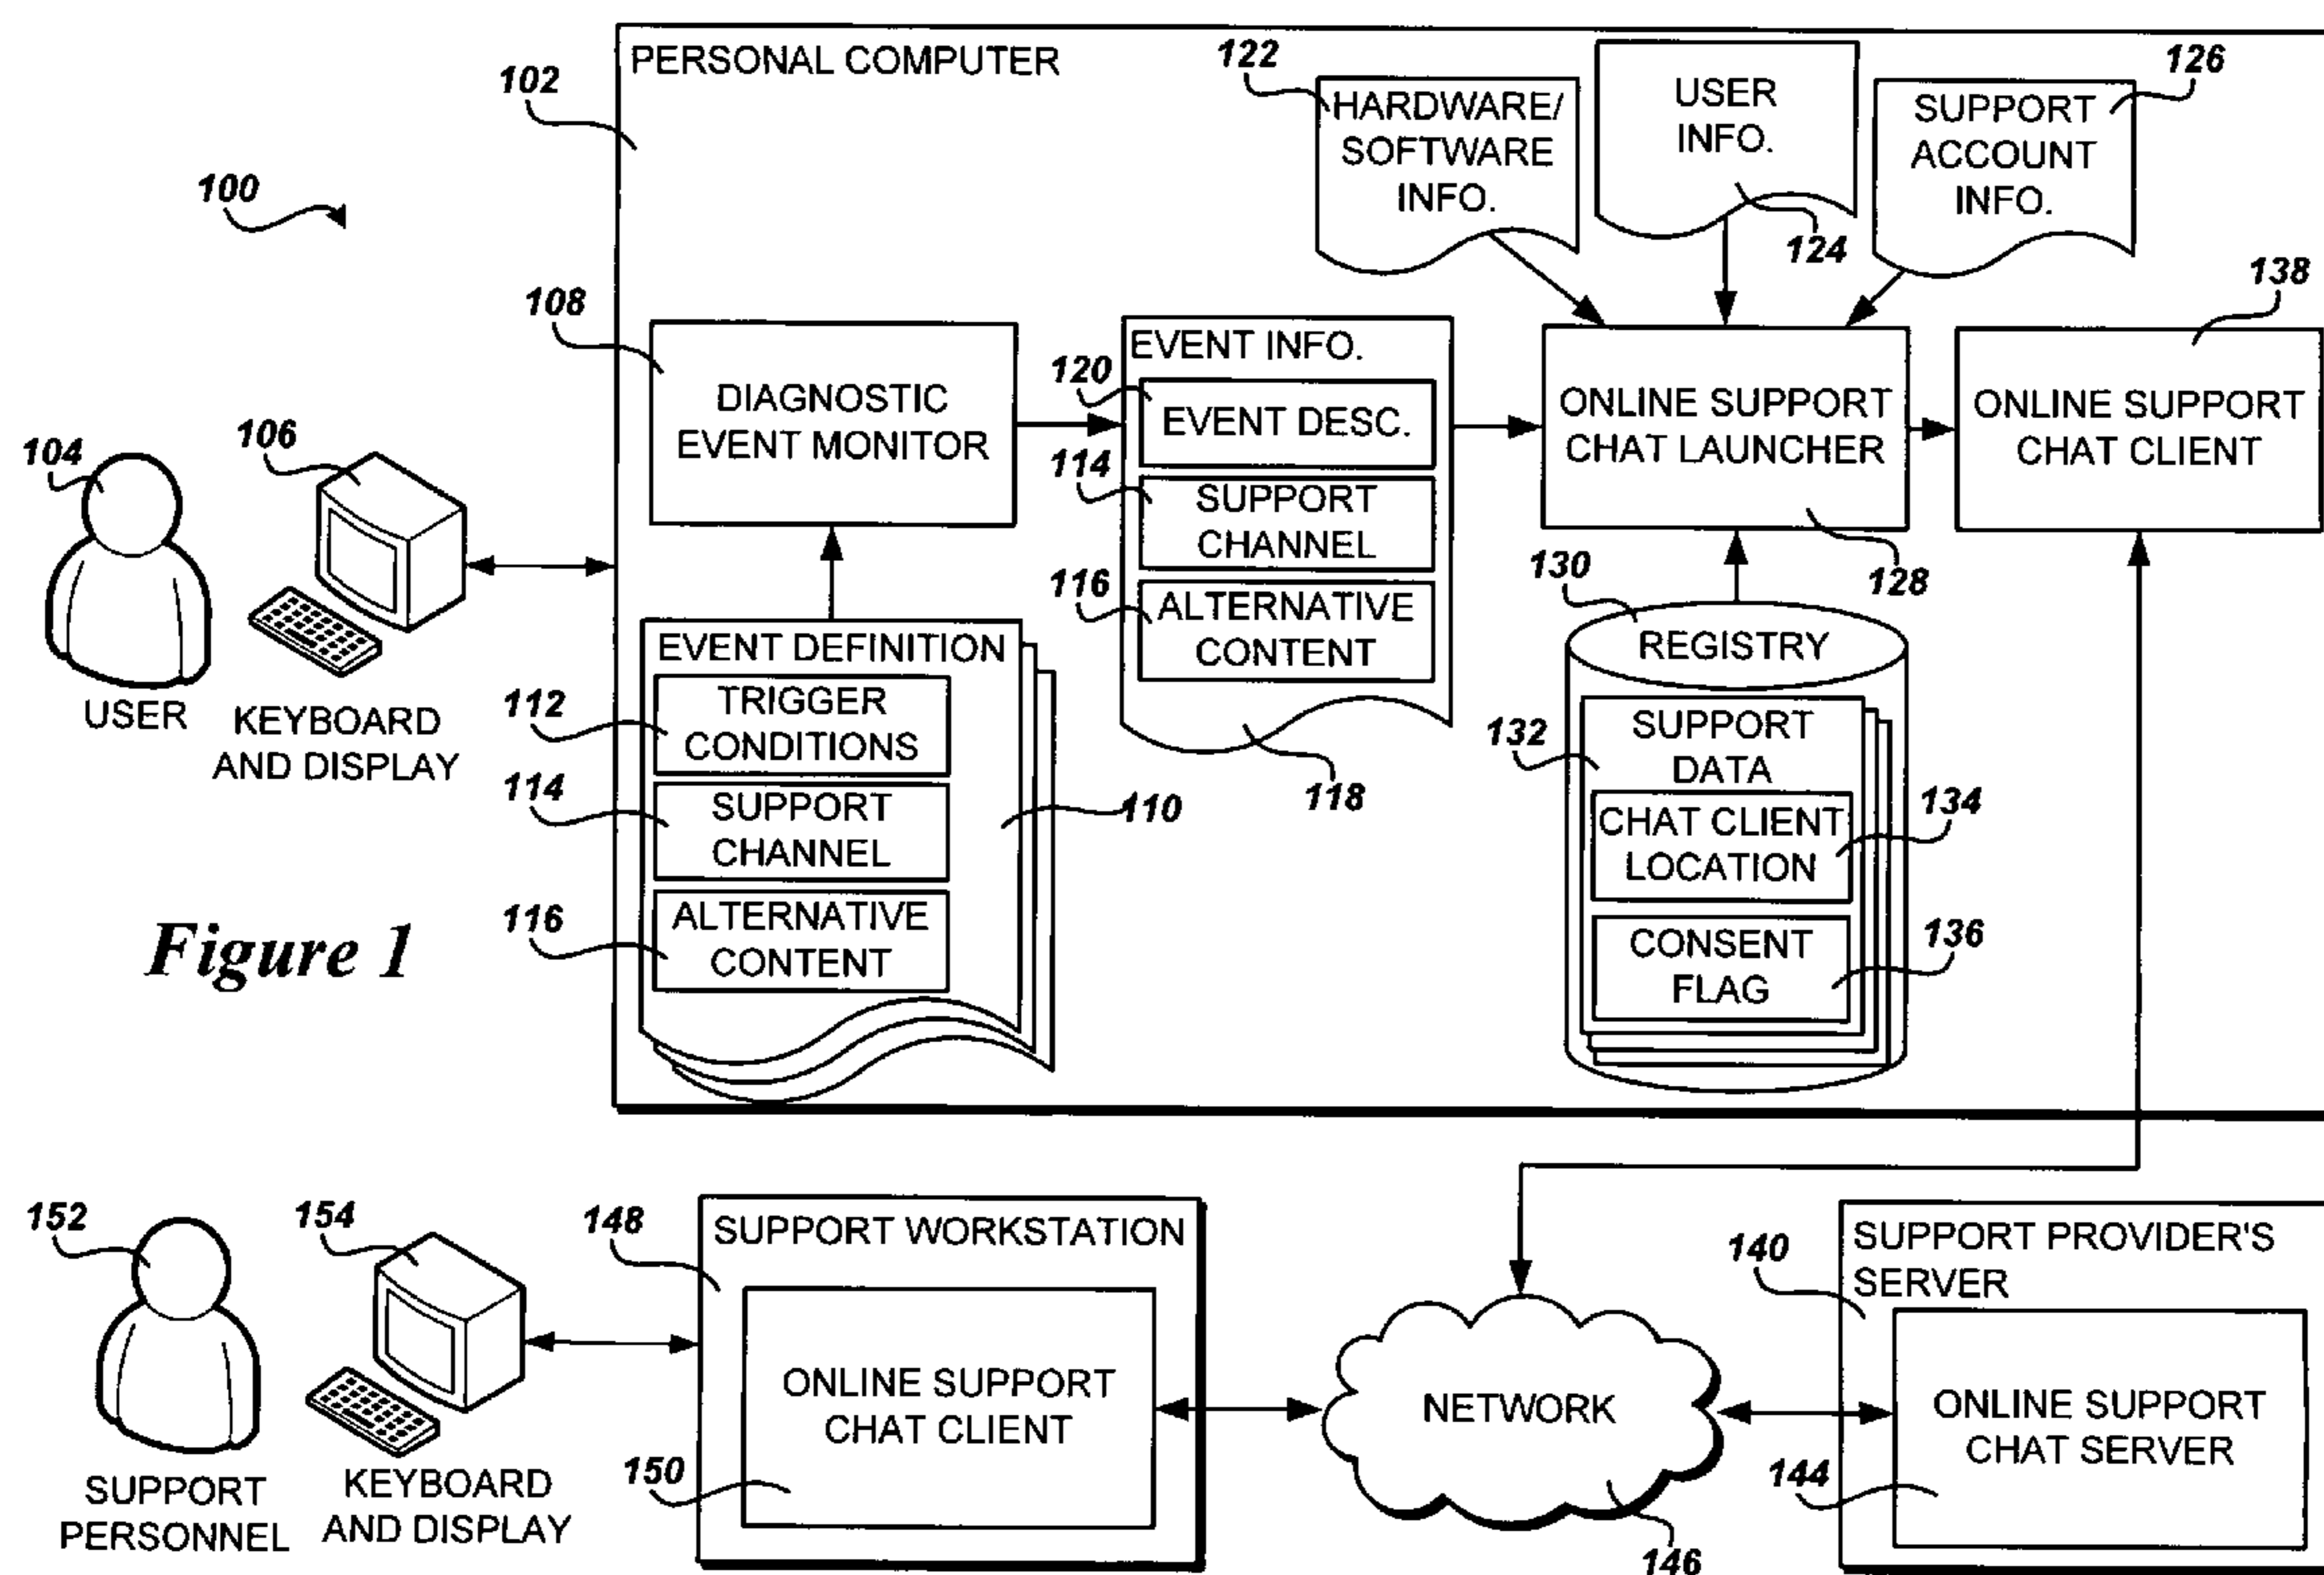 PERSONAL COMPUTER
102
100
122
HARDWARE/
SOFTWARE
INFO.
USER
INFO.
124
126
SUPPORT
ACCOUNT
INFO.
108
DIAGNOSTIC
EVENT MONITOR
EVENT INFO.
120
EVENT DESC.
114
SUPPORT
CHANNEL
116
ALTERNATIVE
CONTENT
118
ONLINE SUPPORT
CHAT LAUNCHER
128
138
ONLINE SUPPORT
CHAT CLIENT
104
USER
106
KEYBOARD
AND DISPLAY
EVENT DEFINITION
112
TRIGGER
CONDITIONS
114
SUPPORT
CHANNEL
116
ALTERNATIVE
CONTENT
110
130
REGISTRY
132
SUPPORT
DATA
CHAT CLIENT
LOCATION
134
CONSENT
FLAG
136
Figure 1
152
SUPPORT
PERSONNEL
154
KEYBOARD
AND DISPLAY
148
SUPPORT WORKSTATION
ONLINE SUPPORT
CHAT CLIENT
150
NETWORK
146
140
SUPPORT PROVIDER'S
SERVER
ONLINE SUPPORT
CHAT SERVER
144